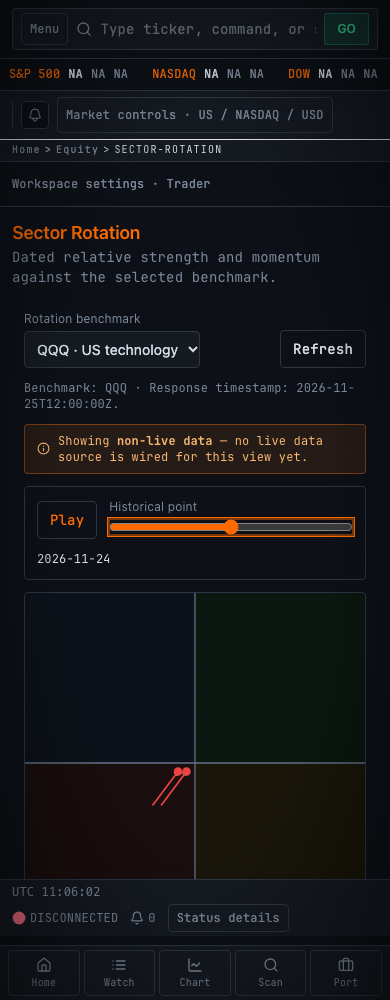 Menu
Type ticker, command, or
GO
S&P 500 NA NA NA NASDAQ NA NA NA DOW NA NA NA
Market controls · US / NASDAQ / USD
Home > Equity > SECTOR-ROTATION
Workspace settings · Trader
Sector Rotation
Dated relative strength and momentum
against the selected benchmark.
Rotation benchmark
QQQ · US technology
Refresh
Benchmark: QQQ · Response timestamp: 2026-11-
25T12:00:00Z.
Showing non-live data — no live data
source is wired for this view yet.
Play
Historical point
2026-11-24
UTC 11:06:02
DISCONNECTED 0 Status details
Home Watch Chart Scan Port